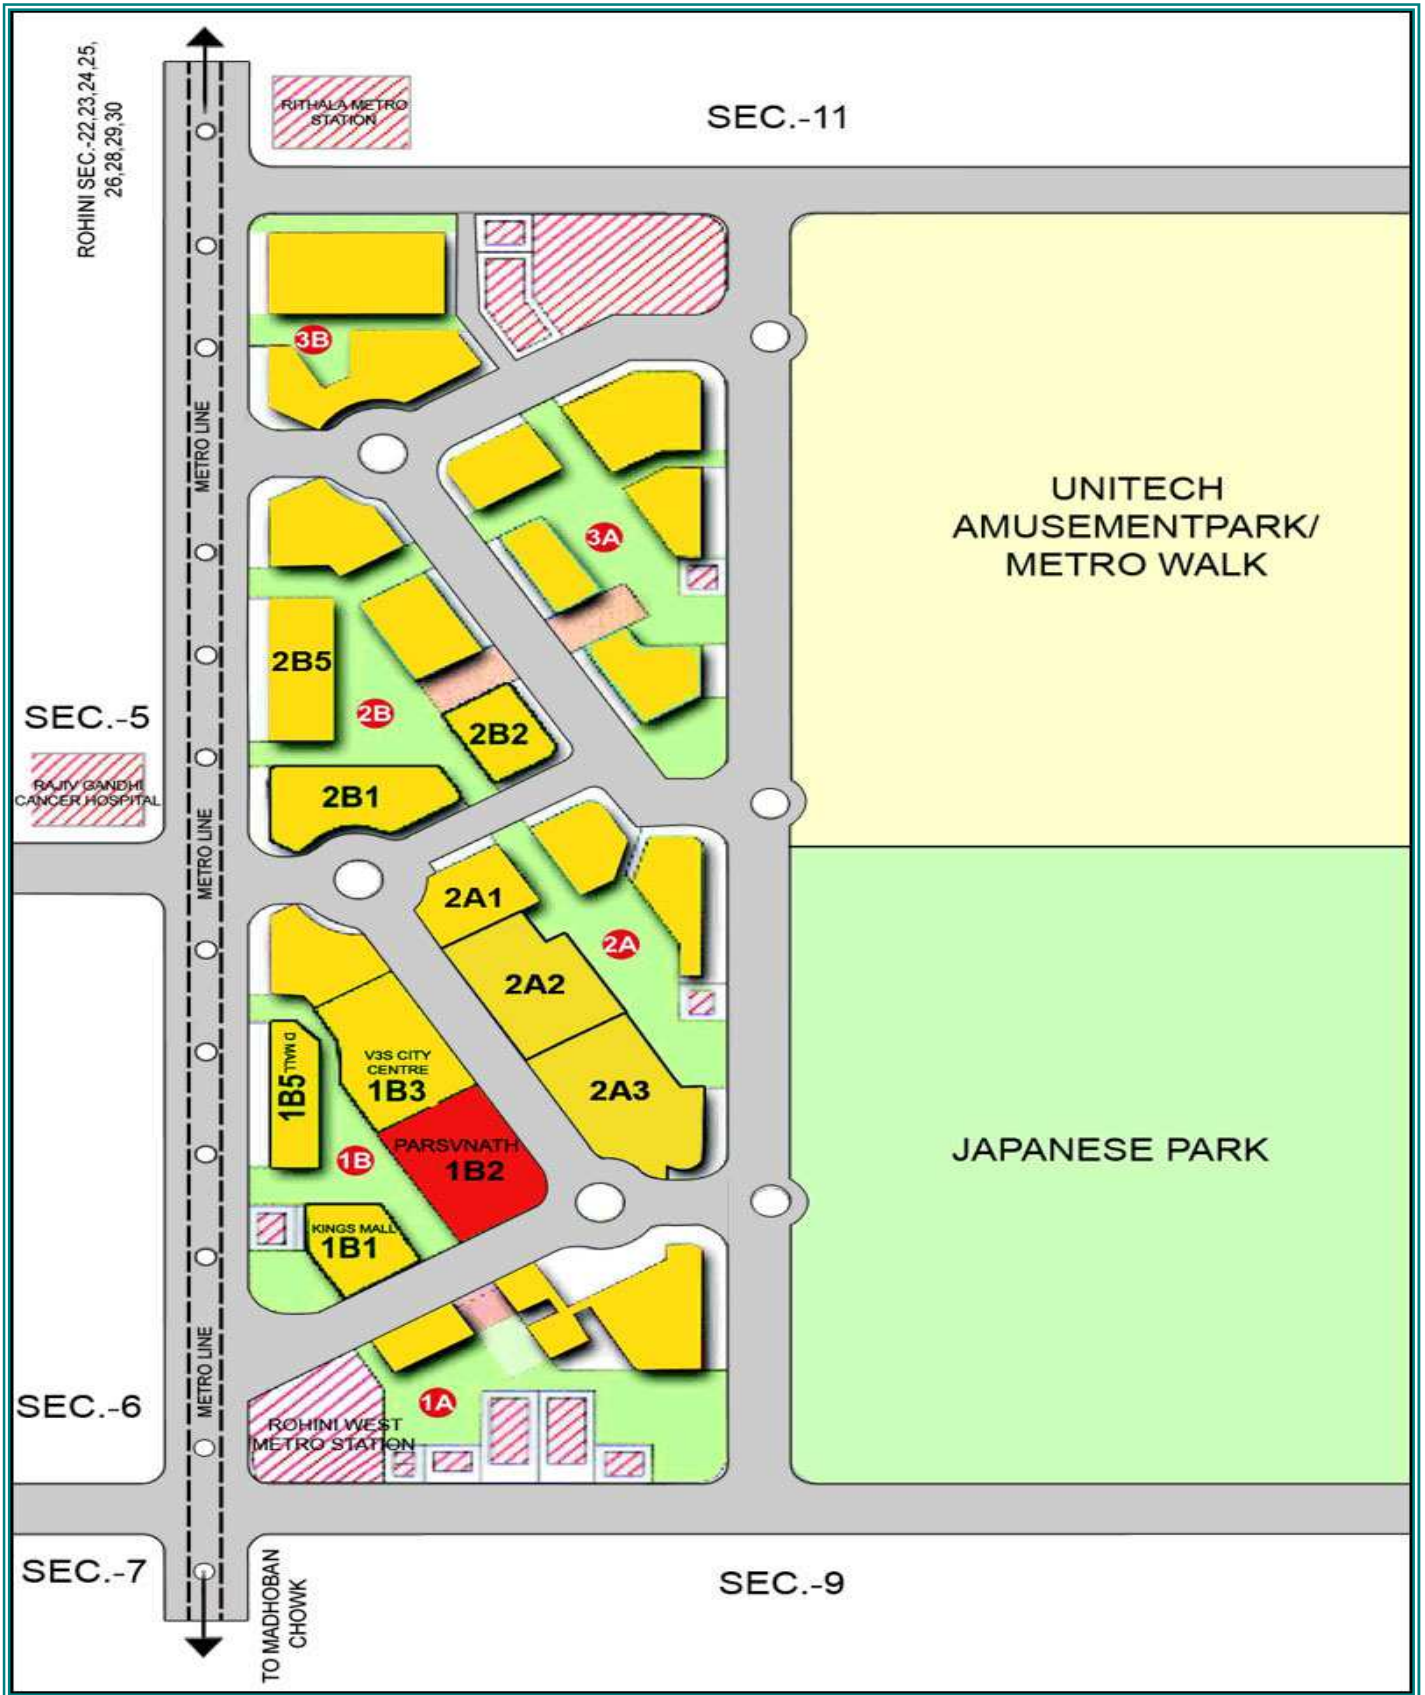 ROHINI SEC.-22,23,24,25,
26,28,29,30
RITHALA METRO
STATION
SEC.-11
3B
METRO LINE
UNITECH
AMUSEMENTPARK/
METRO WALK
3A
2B5
SEC.-5
2B
2B2
RAJIV GANDHI
CANCER HOSPITAL
2B1
METRO LINE
2A1
2A
2A2
D MALL
1B5
V3S CITY
CENTRE
1B3
2A3
PARSVNATH
1B2
1B
JAPANESE PARK
KINGS MALL
1B1
METRO LINE
SEC.-6
1A
ROHINI WEST
METRO STATION
SEC.-7
TO MADHOBAN
CHOWK
SEC.-9